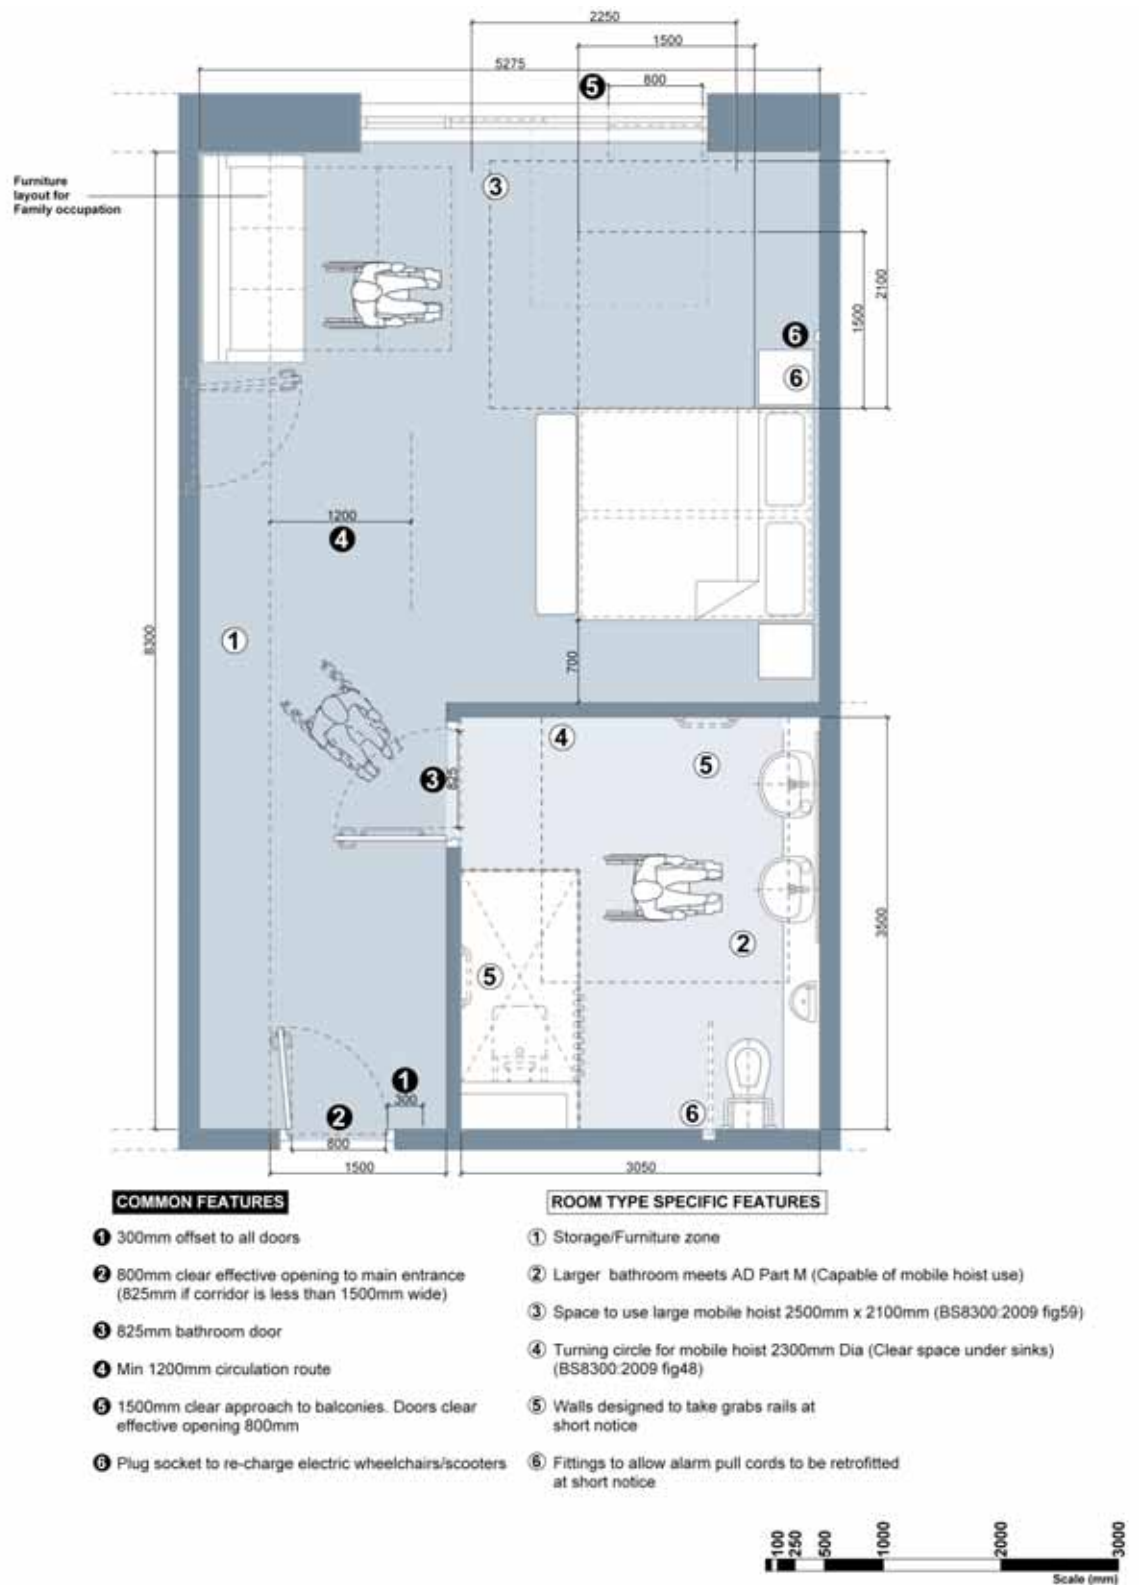 2250
1500
5275
5
800
Furniture
layout for
Family occupation
3
2100
1500
6
6
1200
4
8300
1
700
4
5
3
825
3500
2
5
1
300
2
6
800
1500
3050
COMMON FEATURES
1 300mm offset to all doors
2 800mm clear effective opening to main entrance
(825mm if corridor is less than 1500mm wide)
3 825mm bathroom door
4 Min 1200mm circulation route
5 1500mm clear approach to balconies. Doors clear
effective opening 800mm
6 Plug socket to re-charge electric wheelchairs/scooters
ROOM TYPE SPECIFIC FEATURES
1 Storage/Furniture zone
2 Larger bathroom meets AD Part M (Capable of mobile hoist use)
3 Space to use large mobile hoist 2500mm x 2100mm (BS8300:2009 fig59)
4 Turning circle for mobile hoist 2300mm Dia (Clear space under sinks)
(BS8300:2009 fig48)
5 Walls designed to take grabs rails at
short notice
6 Fittings to allow alarm pull cords to be retrofitted
at short notice
100
250
500
1000
2000
3000
Scale (mm)